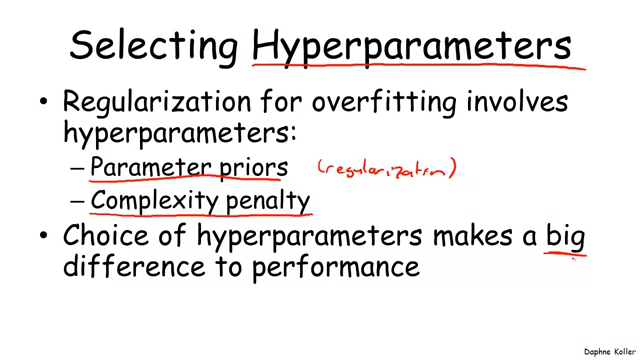 Selecting Hyperparameters
• Regularization for overfitting involves
hyperparameters:
– Parameter priors (regularization)
– Complexity penalty
• Choice of hyperparameters makes a big
difference to performance
Daphne Koller